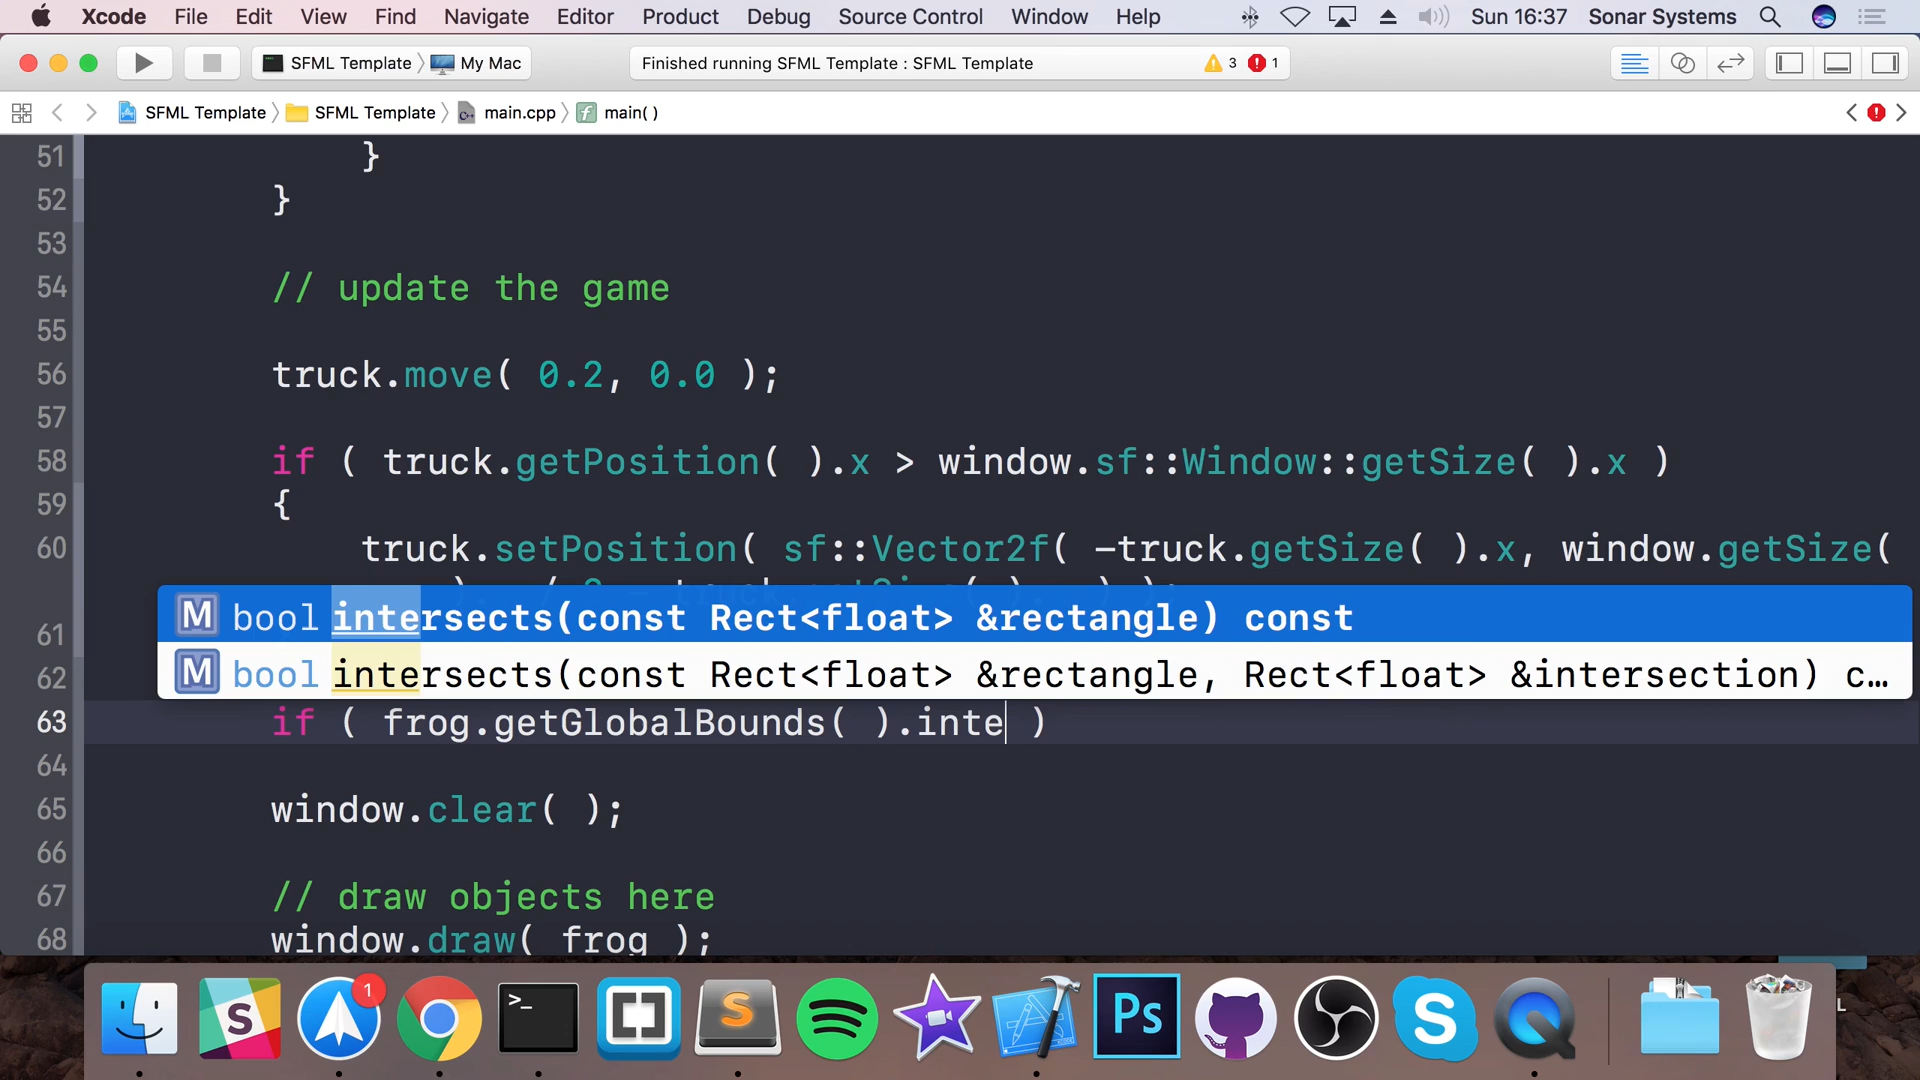 Xcode File Edit View Find Navigate Editor Product Debug Source Control Window Help Sun 16:37 Sonar Systems
SFML Template My Mac Finished running SFML Template : SFML Template 3 1
SFML Template SFML Template main.cpp main( )
51 }
52 }
53
54 // update the game
55
56 truck.move( 0.2, 0.0 );
57
58 if ( truck.getPosition( ).x > window.sf::Window::getSize( ).x )
59 {
60 truck.setPosition( sf::Vector2f( -truck.getSize( ).x, window.getSize(
M bool intersects(const Rect<float> &rectangle) const
61
M bool intersects(const Rect<float> &rectangle, Rect<float> &intersection) c…
62
63 if ( frog.getGlobalBounds( ).inte )
64
65 window.clear( );
66
67 // draw objects here
68 window.draw( frog );
S 1 >_ S Ps S